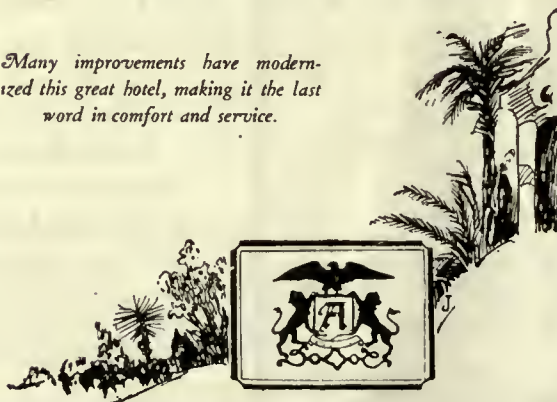 Many improvements have modern-
ized this great hotel, making it the last
word in comfort and service.
A
J